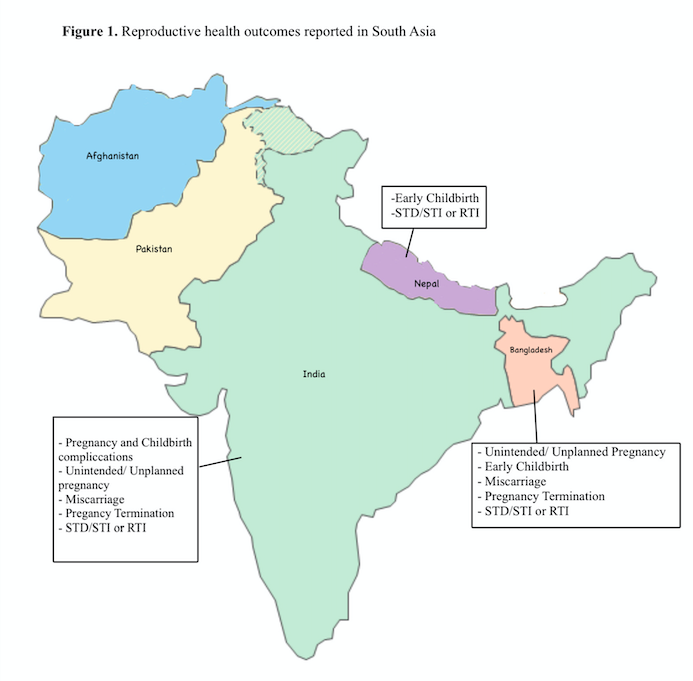 Figure 1. Reproductive health outcomes reported in South Asia
Afghanistan
-Early Childbirth
-STD/STI or RTI
Pakistan
Nepal
Bangladesh
India
- Pregnancy and Childbirth
compliccations
- Unintended/ Unplanned
pregnancy
- Miscarriage
- Pregancy Termination
- STD/STI or RTI
- Unintended/ Unplanned Pregnancy
- Early Childbirth
- Miscarriage
- Pregnancy Termination
- STD/STI or RTI